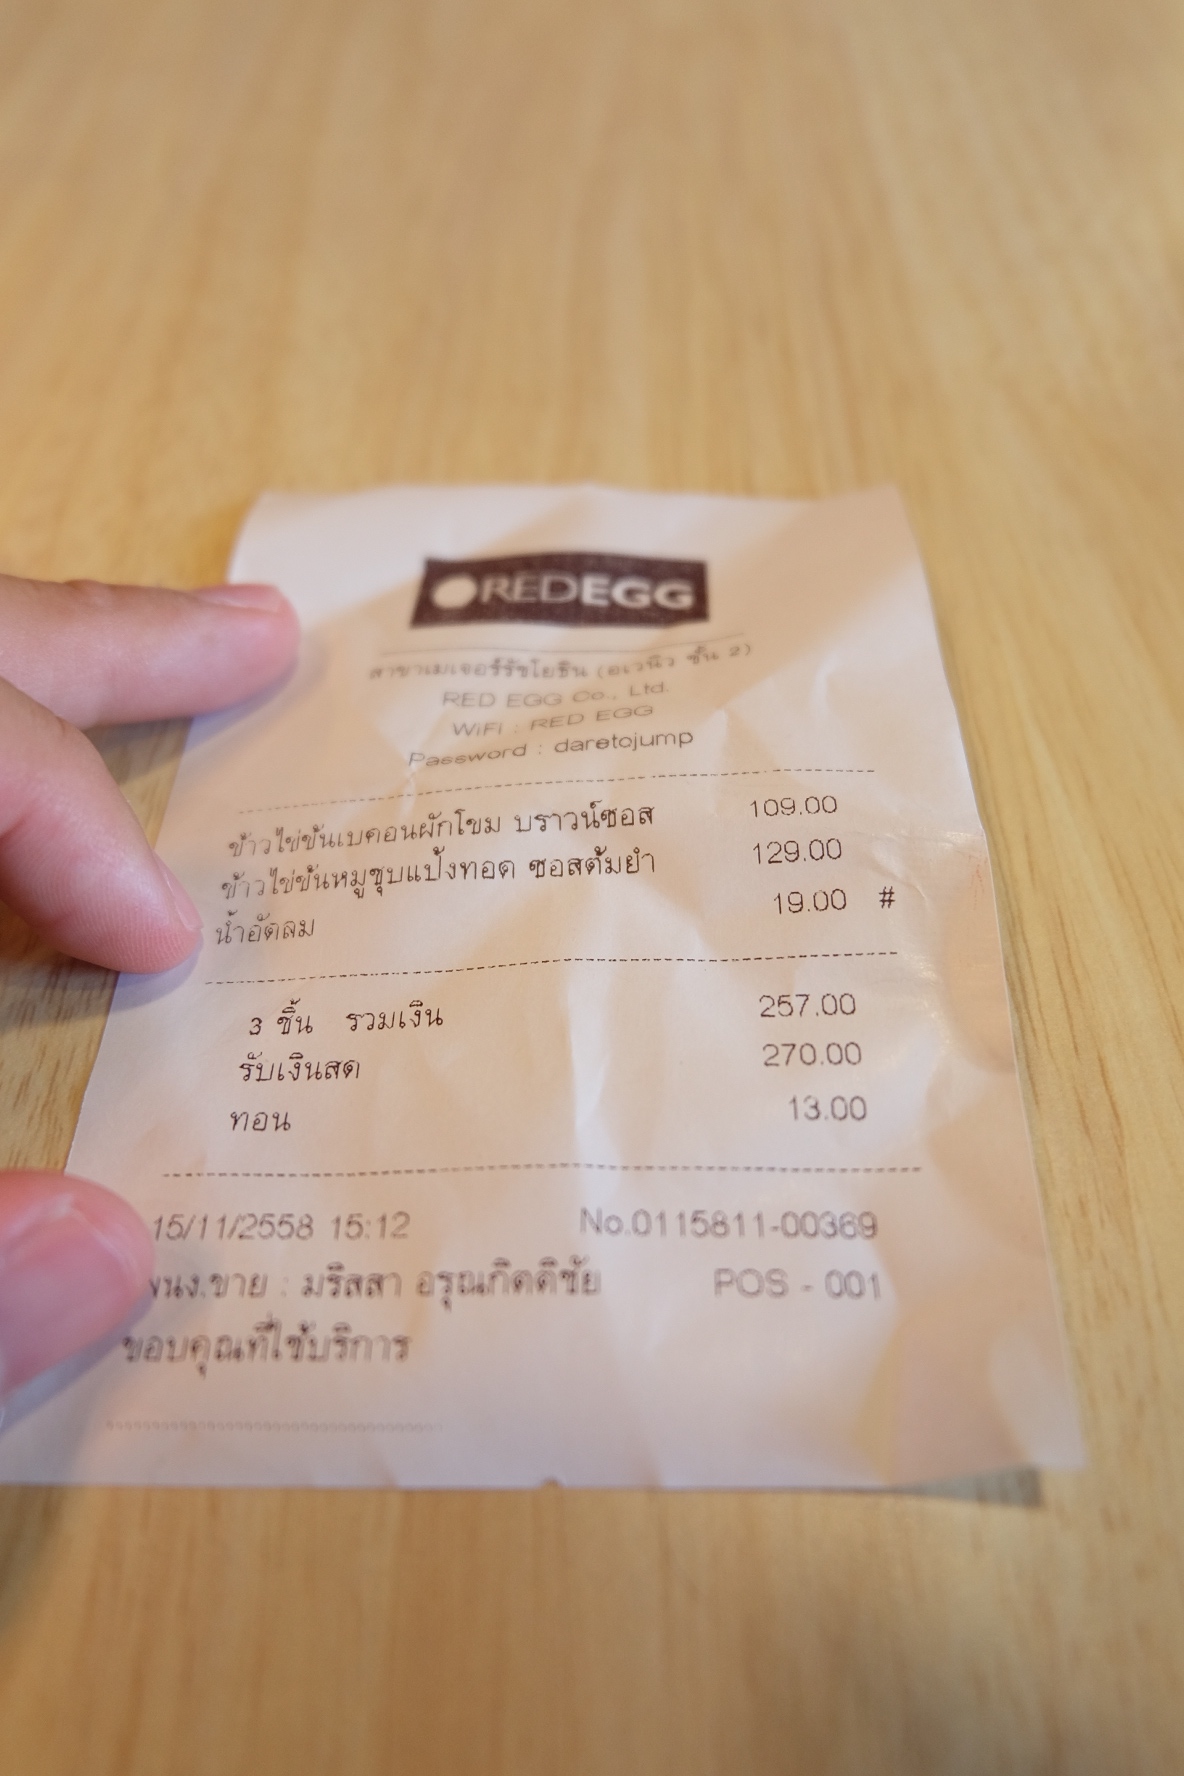 REDEGG
สาขาเมเจอร์รัชโยธิน (อเวนิว ชั้น 2)
RED EGG Co., Ltd.
WiFi : RED EGG
Password : daretojump
ข้าวไข่ข้นเบคอนผักโขม บราวน์ซอส 109.00
ข้าวไข่ข้นหมูชุบแป้งทอด ซอสต้มยำ 129.00
น้ำอัดลม 19.00 #
3 ชิ้น รวมเงิน 257.00
รับเงินสด 270.00
ทอน 13.00
15/11/2558 15:12 No.0115811-00369
พนง.ขาย : มริสสา อรุณกิตติชัย POS - 001
ขอบคุณที่ใช้บริการ